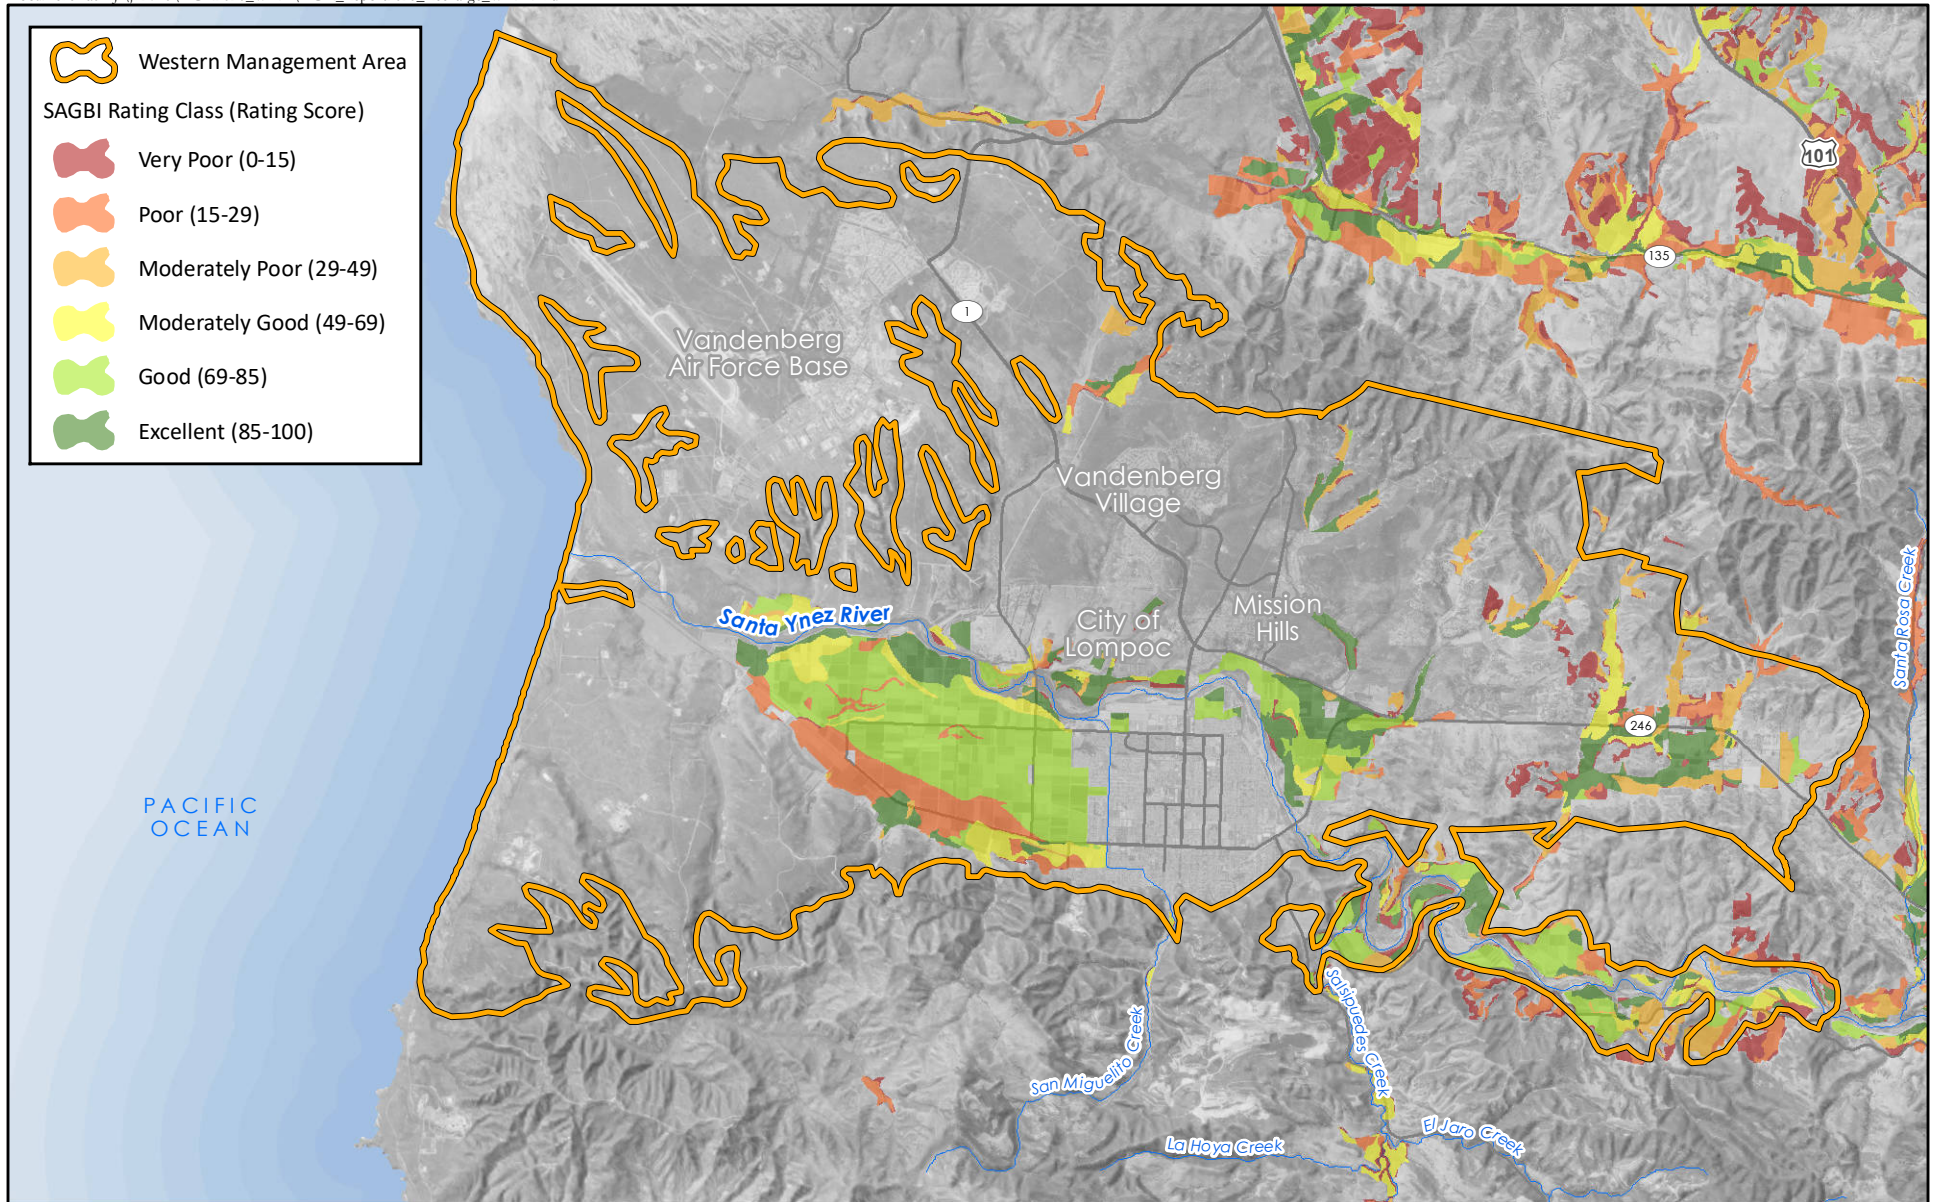 Western Management Area
SAGBI Rating Class (Rating Score)
Very Poor (0-15)
Poor (15-29)
Moderately Poor (29-49)
Moderately Good (49-69)
Good (69-85)
Excellent (85-100)
101
135
1
Vandenberg
Air Force Base
Vandenberg
Village
Santa Ynez River
City of
Lompoc
Mission
Hills
Santa Rosa Creek
246
PACIFIC
OCEAN
Salsipuedes Creek
San Miguelito Creek
La Hoya Creek
El Jaro Creek